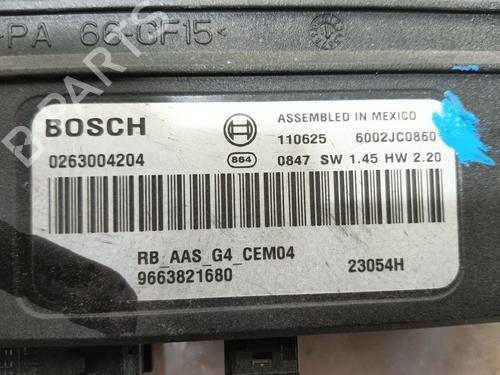 -PA 66-GF15<
BOSCH
ASSEMBLED IN MEXICO
110625 6002JC0860
0263004204
864
0847 SW 1.45 HW 2.20
RB_AAS_G4_CEM04
9663821680
23054H
B PARTS